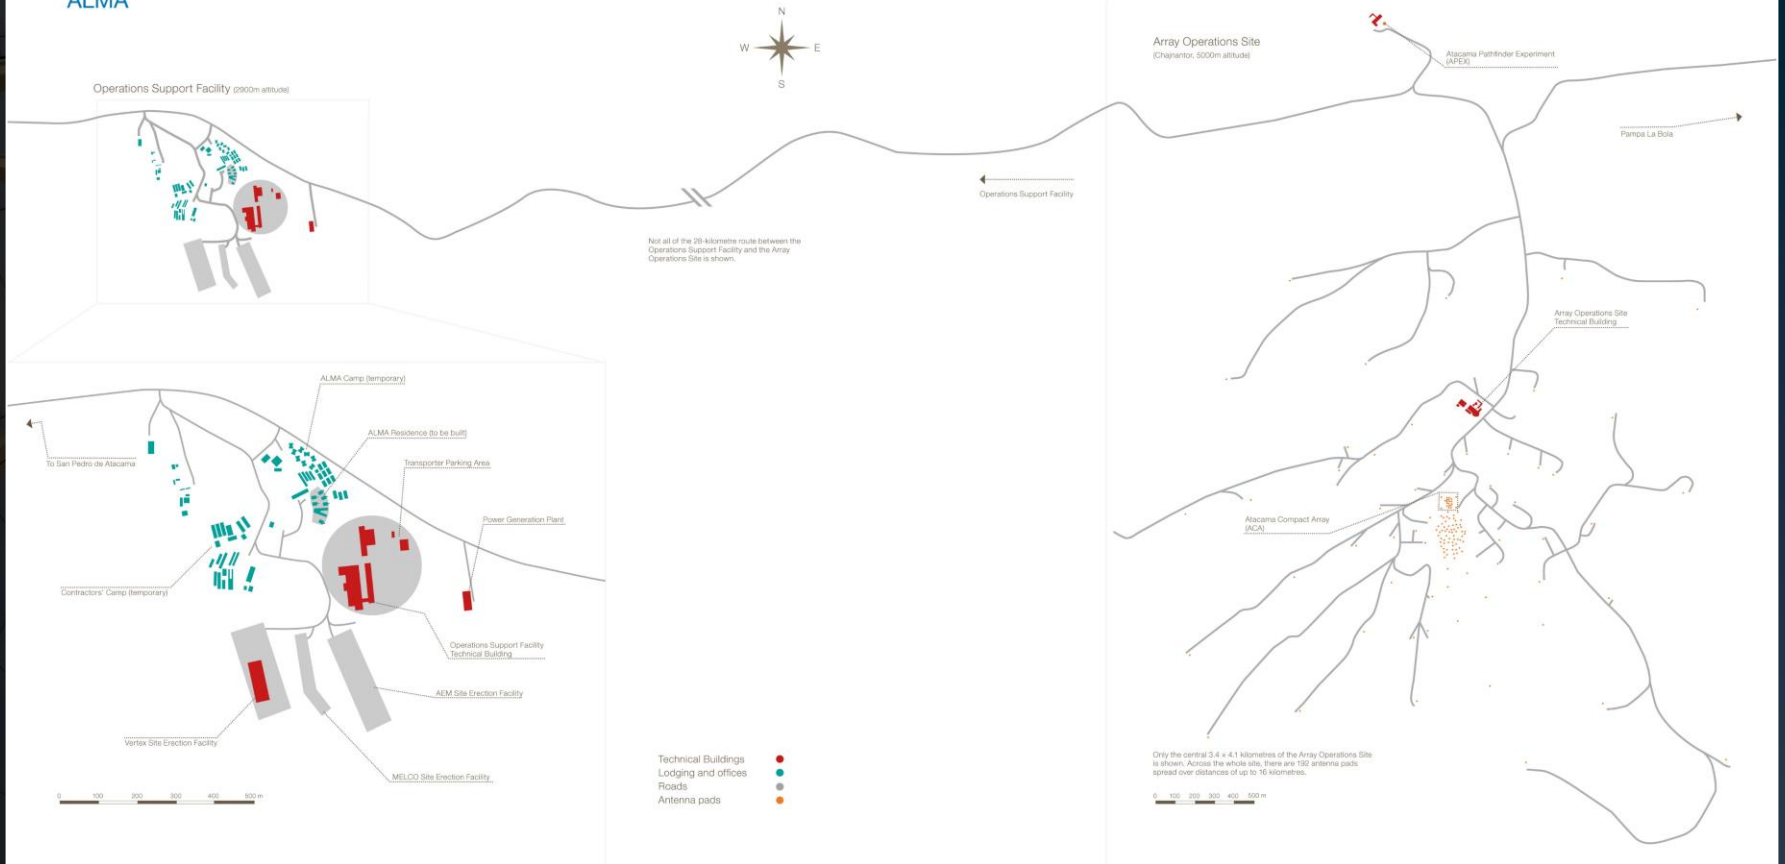 ALMA
N
W
E
S
Operations Support Facility (2900m altitude)
Array Operations Site
(Chajnantor, 5000m altitude)
Atacama Pathfinder Experiment
(APEX)
Pampa La Bola
Operations Support Facility
Not all of the 28-kilometre route between the
Operations Support Facility and the Array
Operations Site is shown.
Array Operations Site
Technical Building
ALMA Camp (temporary)
ALMA Residence (to be built)
Transporter Parking Area
To San Pedro de Atacama
Power Generation Plant
Atacama Compact Array
(ACA)
Contractors' Camp (temporary)
Operations Support Facility
Technical Building
AEM Site Erection Facility
Vertex Site Erection Facility
MELCO Site Erection Facility
0 100 200 300 400 500 m
Technical Buildings
Lodging and offices
Roads
Antenna pads
Only the central 3.4 × 4.1 kilometres of the Array Operations Site
is shown. Across the whole site, there are 192 antenna pads
spread over distances of up to 16 kilometres.
0 100 200 300 400 500 m